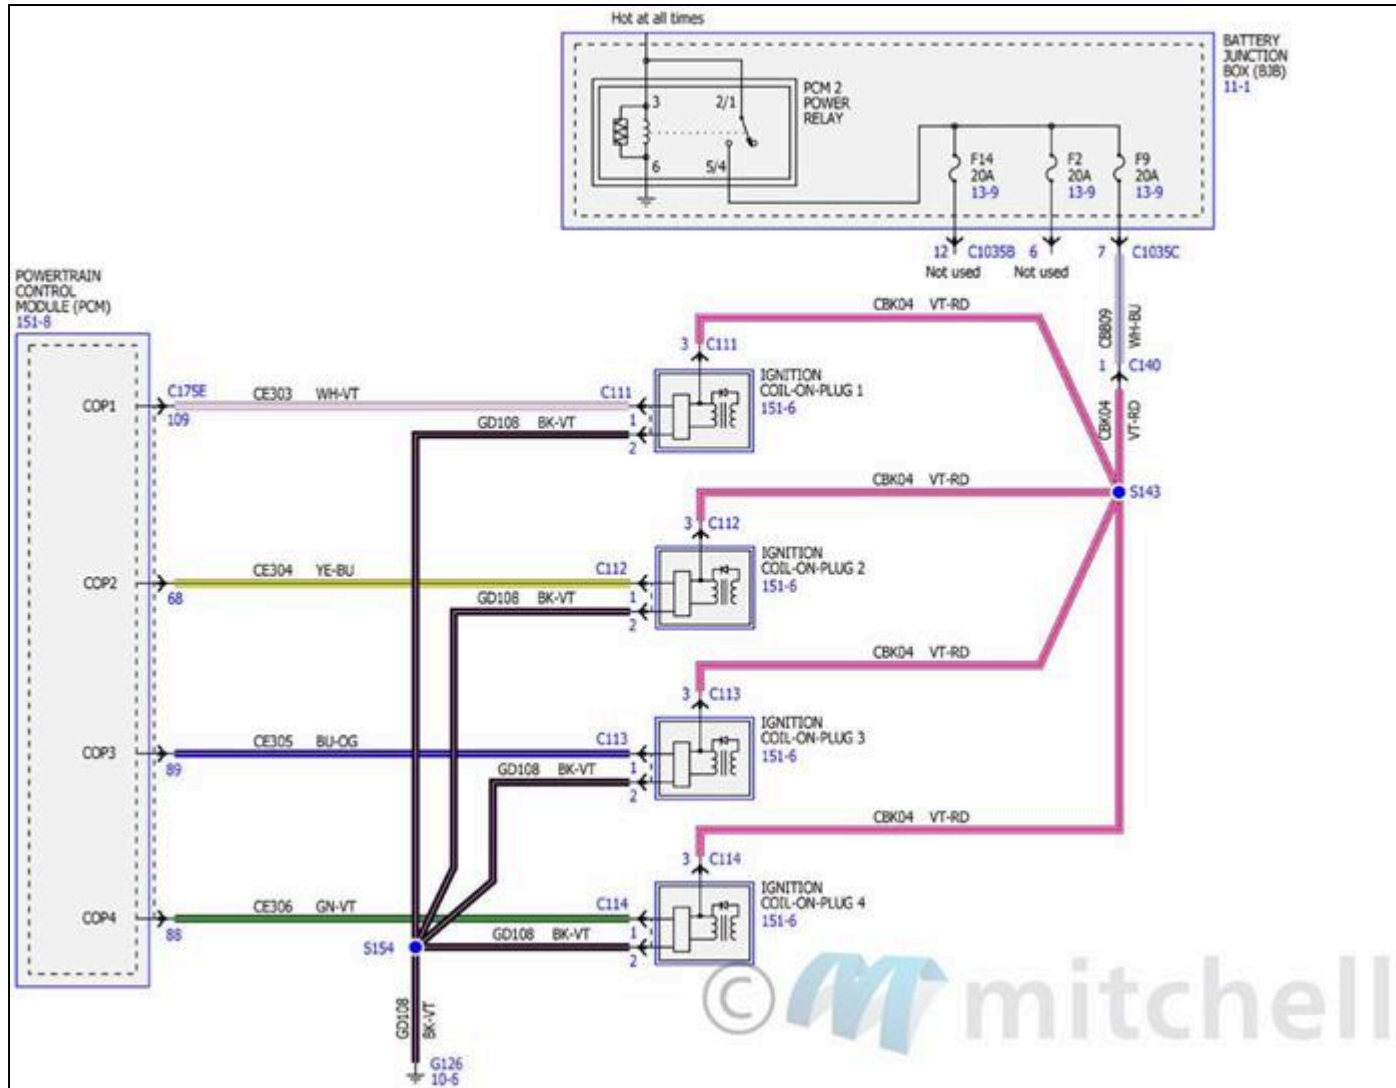 Hot at all times
BATTERY
JUNCTION
BOX (BJB)
11-1
PCM 2
POWER
RELAY
3
2/1
6
5/4
F14
20A
13-9
F2
20A
13-9
F9
20A
13-9
12
C1035B
6
7
C1035C
Not used
Not used
POWERTRAIN
CONTROL
MODULE (PCM)
151-8
CBK04 VT-RD
CBB09
WH-BU
3
C111
1
C140
IGNITION
COIL-ON-PLUG 1
151-6
CBK04
VT-RD
COP1
C175E
109
CE303 WH-VT
C111
1
GD108 BK-VT
2
CBK04 VT-RD
S143
3
C112
IGNITION
COIL-ON-PLUG 2
151-6
COP2
68
CE304 YE-BU
C112
1
GD108 BK-VT
2
CBK04 VT-RD
3
C113
IGNITION
COIL-ON-PLUG 3
151-6
COP3
89
CE305 BU-OG
C113
1
GD108 BK-VT
2
CBK04 VT-RD
3
C114
IGNITION
COIL-ON-PLUG 4
151-6
COP4
88
CE306 GN-VT
C114
1
GD108 BK-VT
2
S154
GD108
BK-VT
G126
10-6
© mitchell